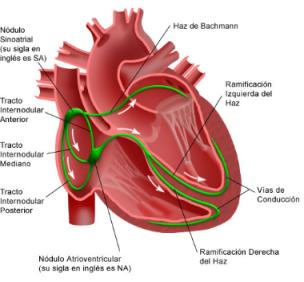 Nódulo
Sinoatrial
(su sigla en
inglés es SA)
Haz de Bachmann
Ramificación
Izquierda del
Haz
Tracto
Internodular
Anterior
Tracto
Internodular
Mediano
Tracto
Internodular
Posterior
Vías de
Conducción
Nódulo Atrioventricular
(su sigla en inglés es NA)
Ramificación Derecha
del Haz